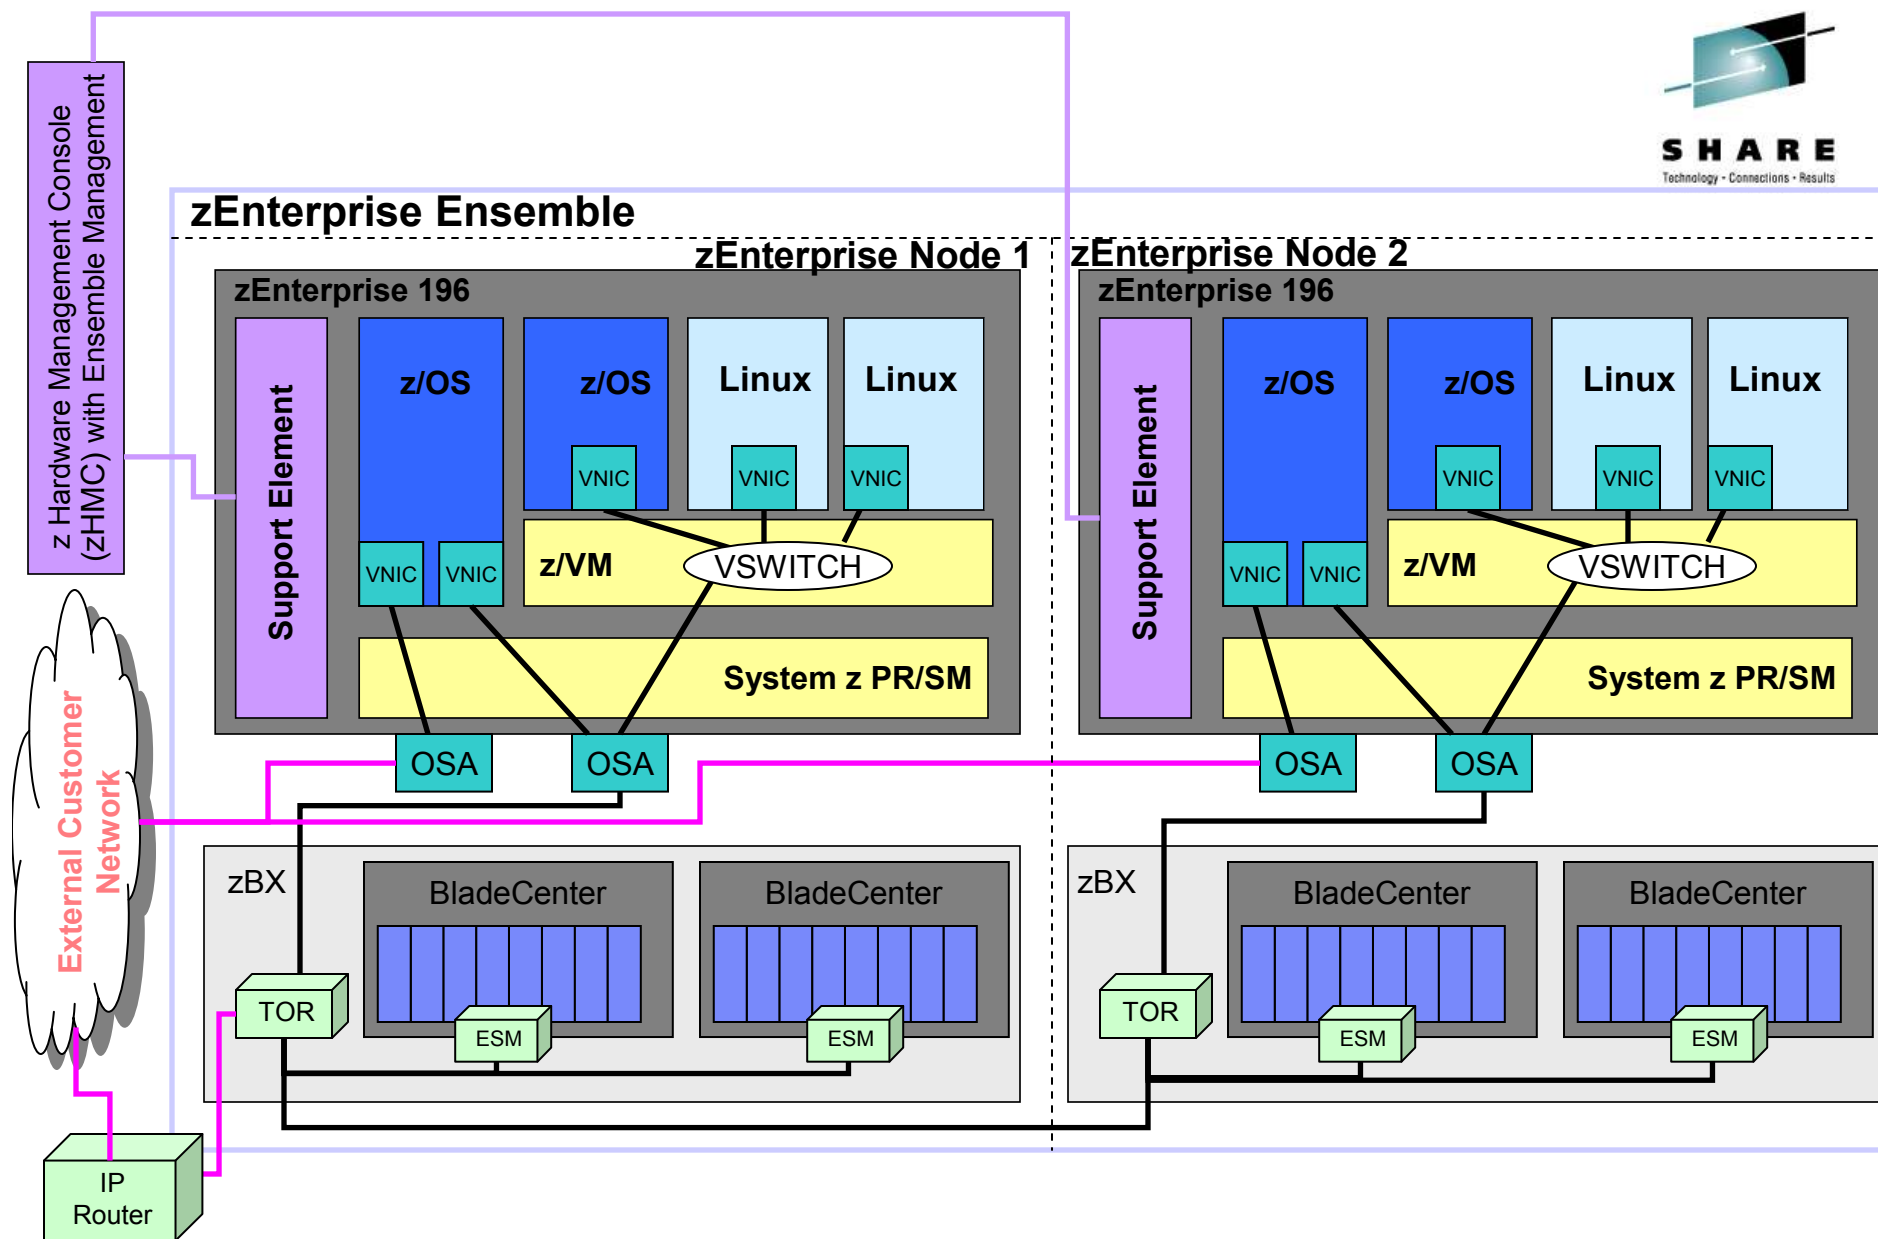 SHARE
Technology • Connections • Results
z Hardware Management Console
(zHMC) with Ensemble Management
zEnterprise Ensemble
zEnterprise Node 1
zEnterprise 196
Support Element
z/OS
z/OS
Linux
Linux
VNIC
VNIC
VNIC
VNIC
VNIC
z/VM
VSWITCH
System z PR/SM
OSA
OSA
zEnterprise Node 2
zEnterprise 196
Support Element
z/OS
z/OS
Linux
Linux
VNIC
VNIC
VNIC
VNIC
VNIC
z/VM
VSWITCH
System z PR/SM
OSA
OSA
External Customer
Network
zBX
BladeCenter
BladeCenter
TOR
ESM
ESM
zBX
BladeCenter
BladeCenter
TOR
ESM
ESM
IP
Router